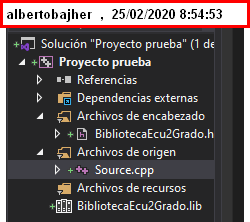 albertobajher , 25/02/2020 8:54:53
Solución "Proyecto prueba" (1 de
Proyecto prueba
Referencias
Dependencias externas
Archivos de encabezado
BibliotecaEcu2Grado.h
Archivos de origen
Source.cpp
Archivos de recursos
BibliotecaEcu2Grado.lib